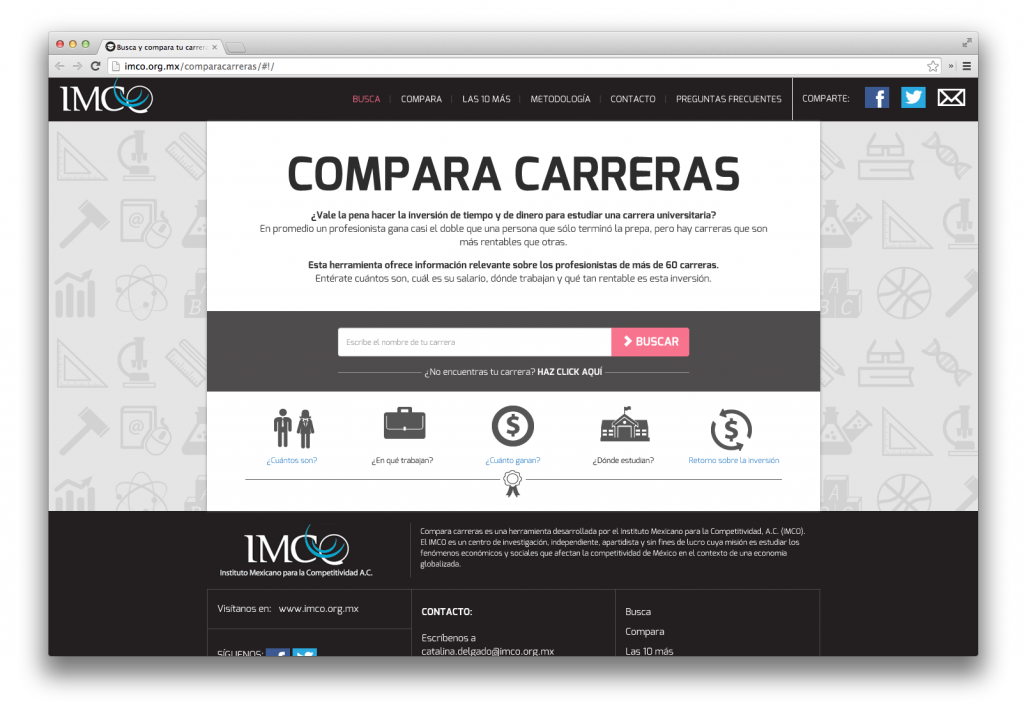 Busca y compara tu carrera
imco.org.mx/comparacarreras/#!/
IMCO
BUSCA
COMPARA
LAS 10 MÁS
METODOLOGÍA
CONTACTO
PREGUNTAS FRECUENTES
COMPARTE:
COMPARA CARRERAS
¿Vale la pena hacer la inversión de tiempo y de dinero para estudiar una carrera universitaria?
En promedio un profesionista gana casi el doble que una persona que sólo terminó la prepa, pero hay carreras que son
más rentables que otras.
Esta herramienta ofrece información relevante sobre los profesionistas de más de 60 carreras.
Entérate cuántos son, cuál es su salario, dónde trabajan y qué tan rentable es esta inversión.
Escribe el nombre de tu carrera
BUSCAR
¿No encuentras tu carrera? HAZ CLICK AQUÍ
¿Cuántos son?
¿En qué trabajan?
¿Cuánto ganan?
¿Dónde estudian?
Retorno sobre la inversión
IMCO
Instituto Mexicano para la Competitividad A.C.
Compara carreras es una herramienta desarrollada por el Instituto Mexicano para la Competitividad, A.C. (IMCO).
El IMCO es un centro de investigación, independiente, apartidista y sin fines de lucro cuya misión es estudiar los
fenómenos económicos y sociales que afectan la competitividad de México en el contexto de una economía
globalizada.
Visítanos en: www.imco.org.mx
SÍGUENOS:
CONTACTO:
Escríbenos a
catalina.delgado@imco.org.mx
Busca
Compara
Las 10 más